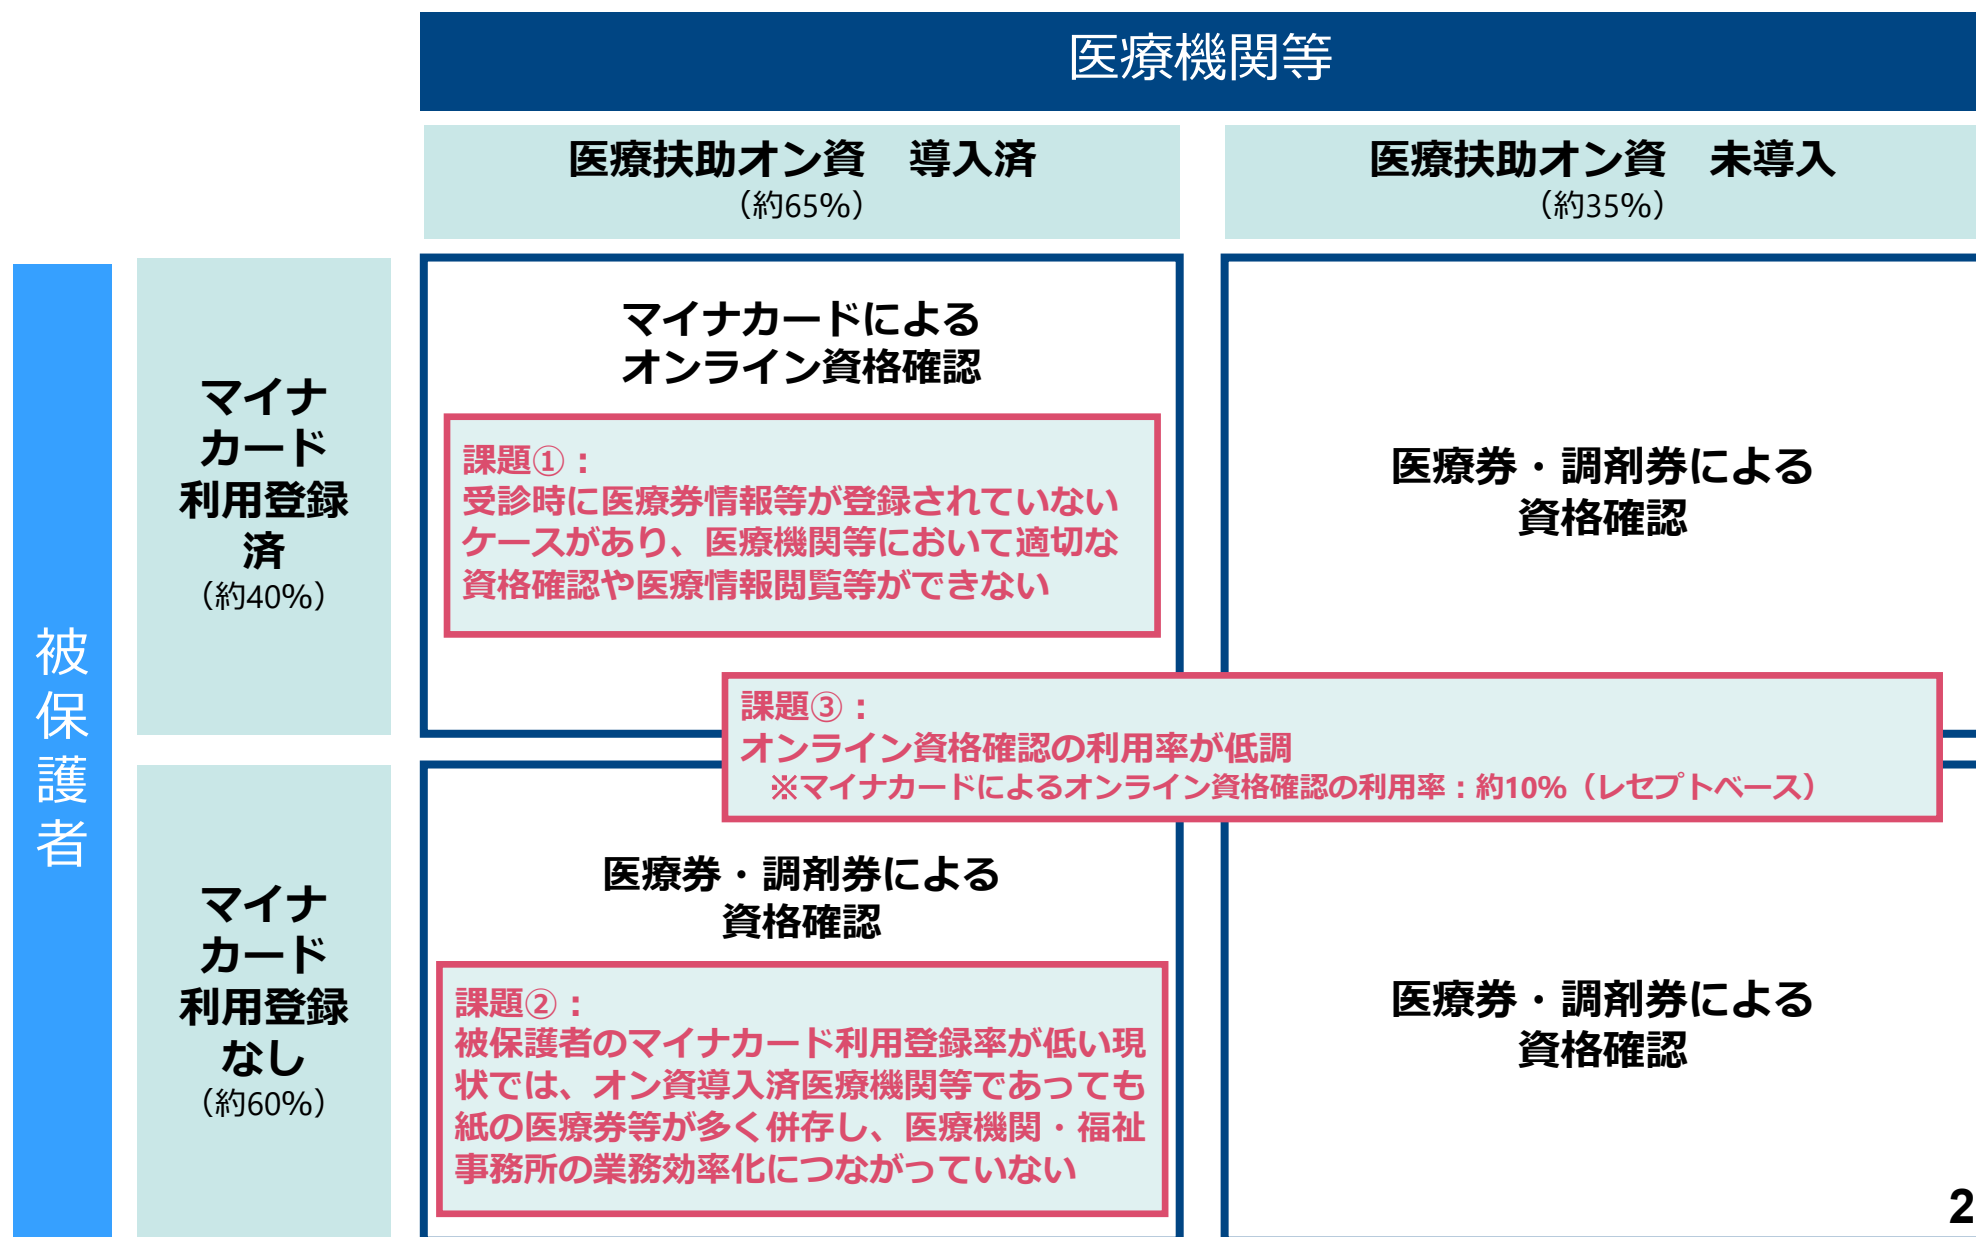 医療機関等
医療扶助オン資　導入済
（約65%）
医療扶助オン資　未導入
（約35%）
被保護者
マイナ
カード
利用登録
済
（約40%）
マイナカードによる
オンライン資格確認
課題①：
受診時に医療券情報等が登録されていない
ケースがあり、医療機関等において適切な
資格確認や医療情報閲覧等ができない
医療券・調剤券による
資格確認
課題③：
オンライン資格確認の利用率が低調
※マイナカードによるオンライン資格確認の利用率：約10%（レセプトベース）
マイナ
カード
利用登録
なし
（約60%）
医療券・調剤券による
資格確認
課題②：
被保護者のマイナカード利用登録率が低い現
状では、オン資導入済医療機関等であっても
紙の医療券等が多く併存し、医療機関・福祉
事務所の業務効率化につながっていない
医療券・調剤券による
資格確認
2